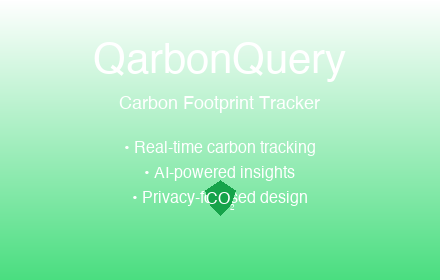 QarbonQuery
Carbon Footprint Tracker
• Real-time carbon tracking
• AI-powered insights
• Privacy-focused design
CO2